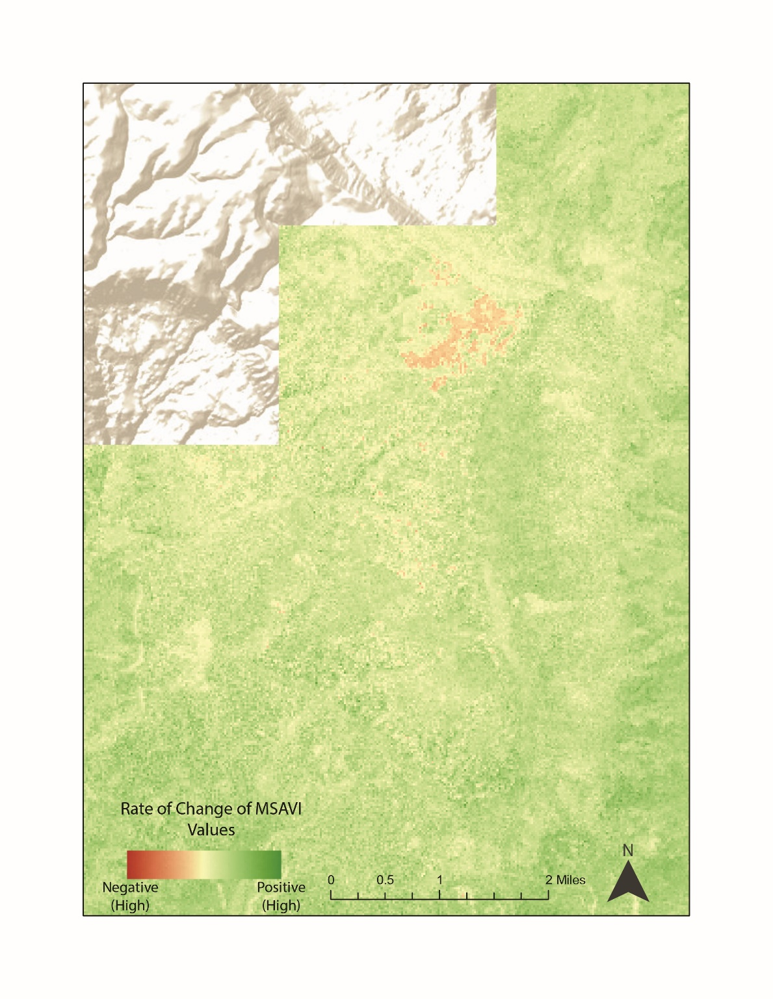 Rate of Change of MSAVI
Values
Negative
(High)
Positive
(High)
0 0.5 1 2 Miles
N